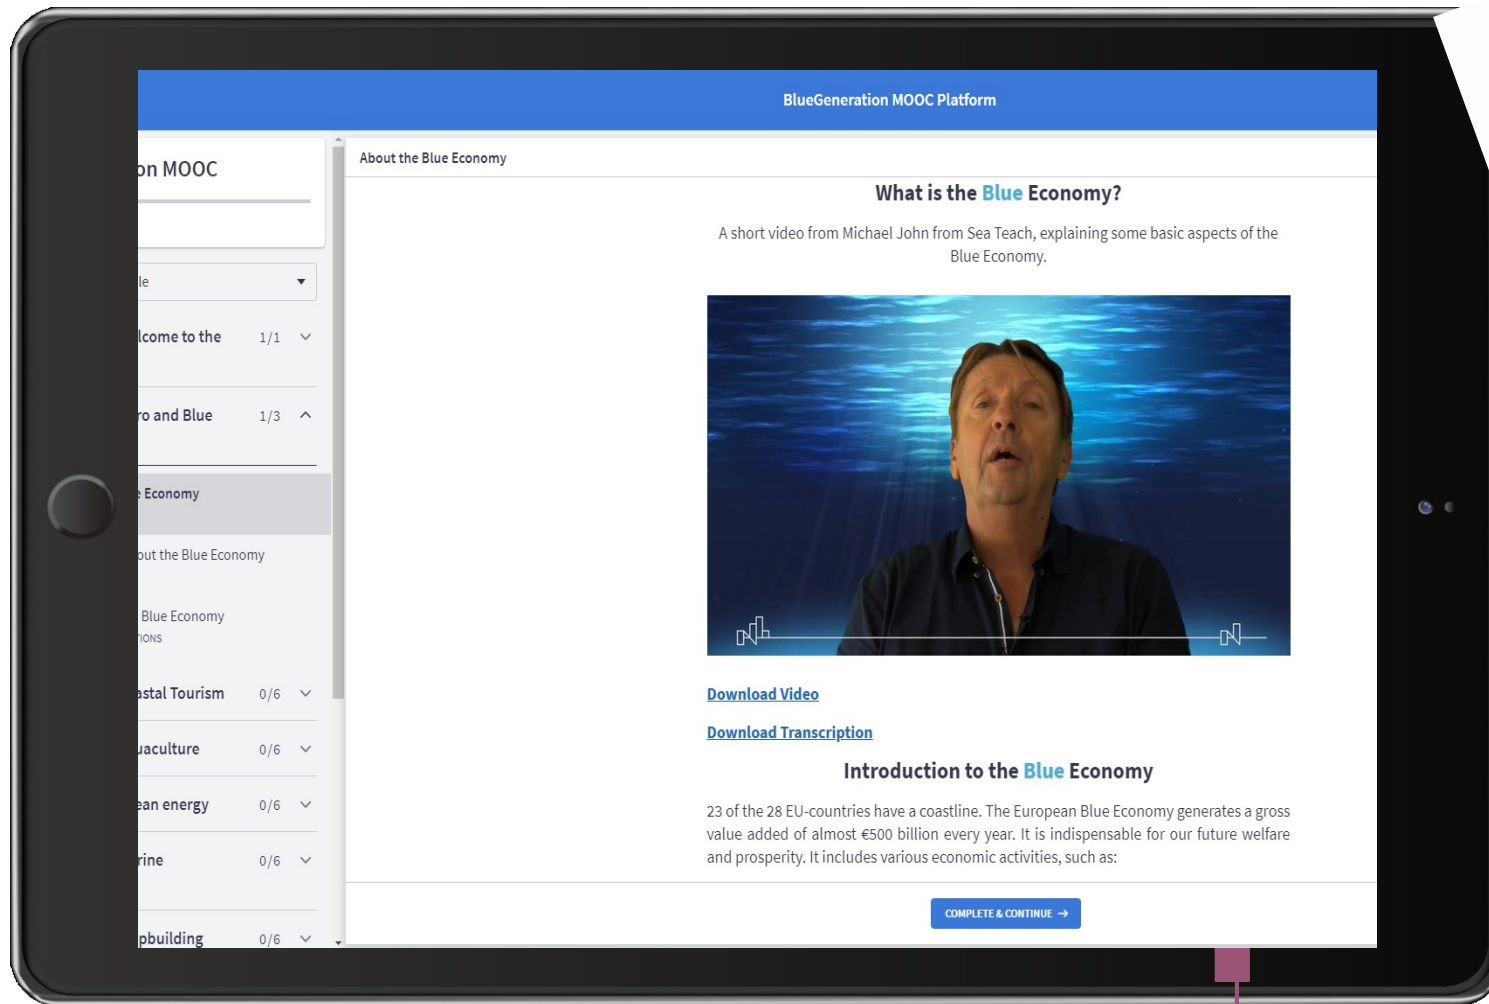 BlueGeneration MOOC Platform
on MOOC
le
lcome to the 1/1
ro and Blue 1/3
e Economy
out the Blue Economy
Blue Economy
IONS
astal Tourism 0/6
uaculture 0/6
ean energy 0/6
rine 0/6
pbuilding 0/6
About the Blue Economy
What is the Blue Economy?
A short video from Michael John from Sea Teach, explaining some basic aspects of the
Blue Economy.
Download Video
Download Transcription
Introduction to the Blue Economy
23 of the 28 EU-countries have a coastline. The European Blue Economy generates a gross
value added of almost €500 billion every year. It is indispensable for our future welfare
and prosperity. It includes various economic activities, such as:
COMPLETE & CONTINUE →